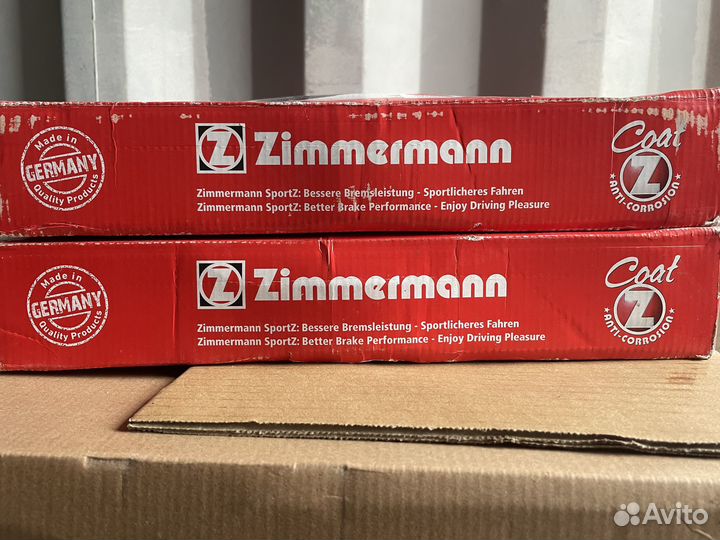 Made in
GERMANY
Quality Products
Z Zimmermann
Zimmermann SportZ: Bessere Bremsleistung - Sportlicheres Fahren
Zimmermann SportZ: Better Brake Performance - Enjoy Driving Pleasure
Coat
Z
ANTI-CORROSION
Made in
GERMANY
Quality Products
Z Zimmermann
Zimmermann SportZ: Bessere Bremsleistung - Sportlicheres Fahren
Zimmermann SportZ: Better Brake Performance - Enjoy Driving Pleasure
Coat
Z
ANTI-CORROSION
Avito